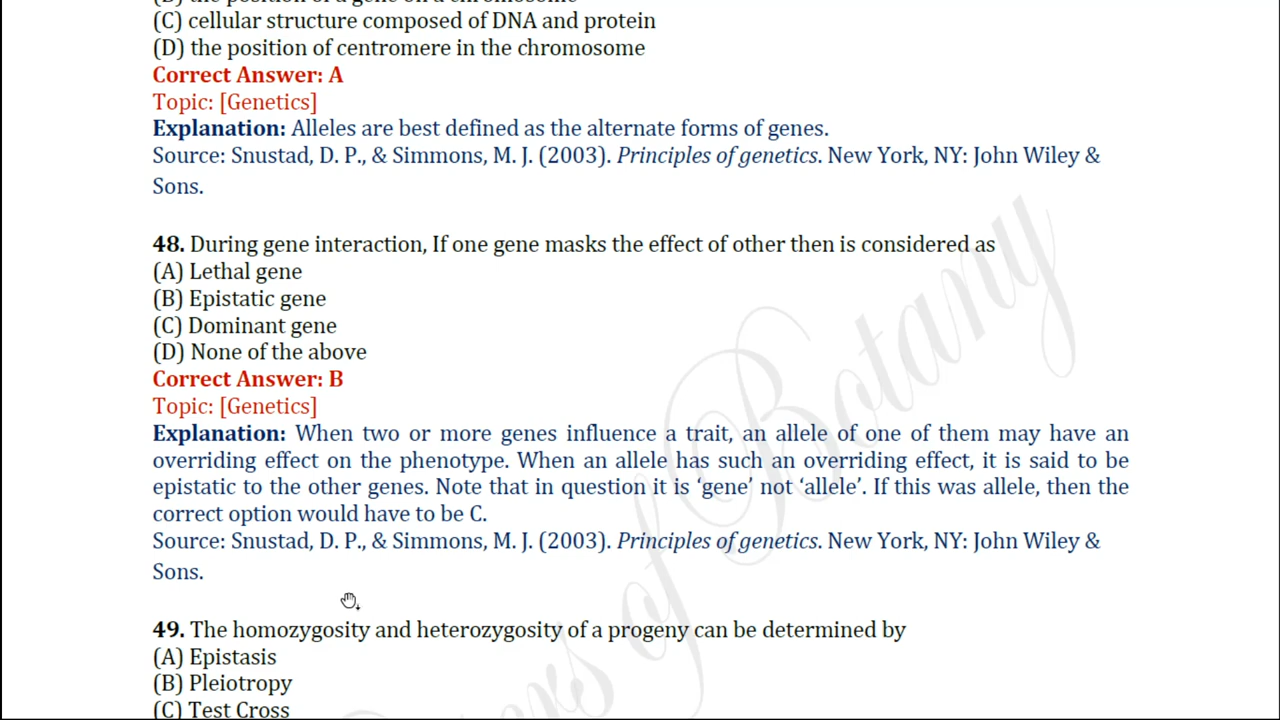 (B) the position of a gene on a chromosome
(C) cellular structure composed of DNA and protein
(D) the position of centromere in the chromosome
Correct Answer: A
Topic: [Genetics]
Explanation: Alleles are best defined as the alternate forms of genes.
Source: Snustad, D. P., & Simmons, M. J. (2003). Principles of genetics. New York, NY: John Wiley &
Sons.
48. During gene interaction, If one gene masks the effect of other then is considered as
(A) Lethal gene
(B) Epistatic gene
(C) Dominant gene
(D) None of the above
Correct Answer: B
Topic: [Genetics]
Explanation: When two or more genes influence a trait, an allele of one of them may have an
overriding effect on the phenotype. When an allele has such an overriding effect, it is said to be
epistatic to the other genes. Note that in question it is ‘gene’ not ‘allele’. If this was allele, then the
correct option would have to be C.
Source: Snustad, D. P., & Simmons, M. J. (2003). Principles of genetics. New York, NY: John Wiley &
Sons.
49. The homozygosity and heterozygosity of a progeny can be determined by
(A) Epistasis
(B) Pleiotropy
(C) Test Cross
of Botany